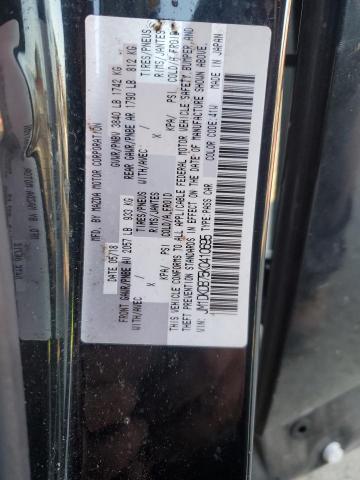 MFD. BY MAZDA MOTOR CORPORATION
DATE: 05/18 GVWR/PNBV 3840 LB 1742 KG
FRONT GAWR/PNBE AV 2057 LB 933 KG REAR GAWR/PNBE AR 1790 LB 812 KG
WITH/AVEC TIRES/PNEUS WITH/AVEC TIRES/PNEUS
X RIMS/JANTES X RIMS/JANTES
KPA/ PSI COLD/A FROID KPA/ PSI COLD/A FROID
THIS VEHICLE CONFORMS TO ALL APPLICABLE FEDERAL MOTOR VEHICLE SAFETY, BUMPER, AND
THEFT PREVENTION STANDARDS IN EFFECT ON THE DATE OF MANUFACTURE SHOWN ABOVE.
VIN: TYPE: PASS CAR COLOR CODE: 41W